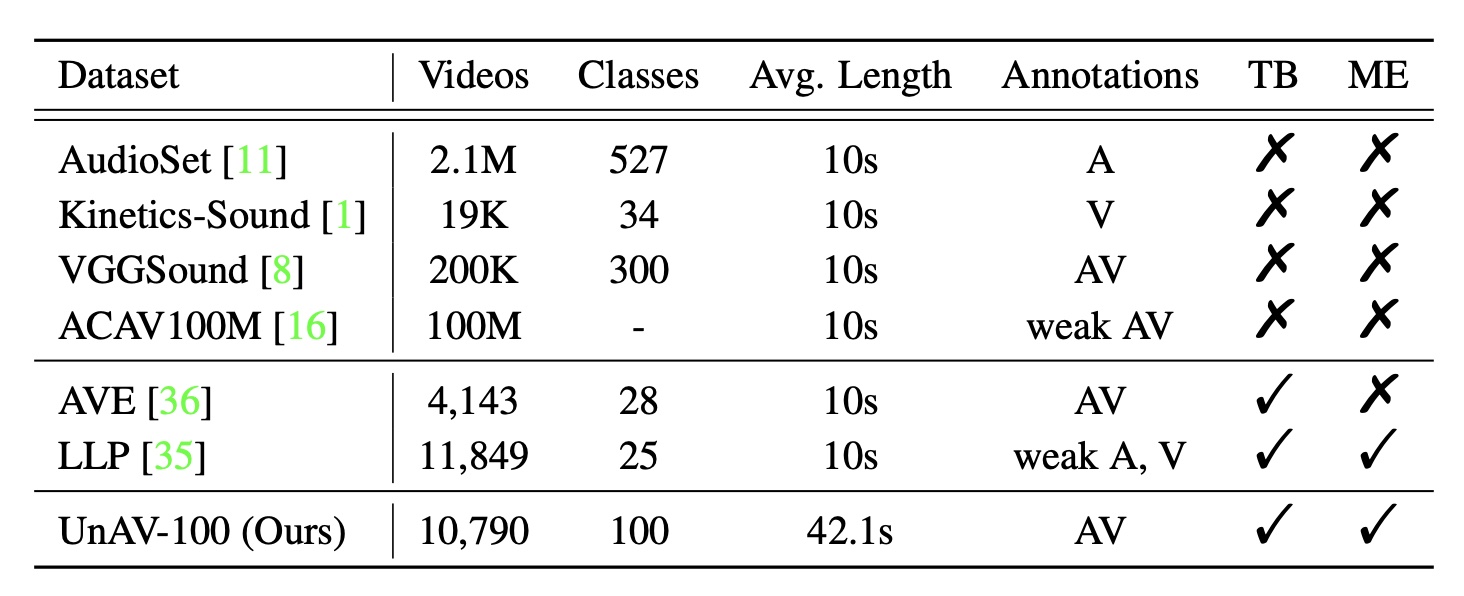 Dataset Videos Classes Avg. Length Annotations TB ME
AudioSet [11] 2.1M 527 10s A ✗ ✗
Kinetics-Sound [1] 19K 34 10s V ✗ ✗
VGGSound [8] 200K 300 10s AV ✗ ✗
ACAV100M [16] 100M - 10s weak AV ✗ ✗
AVE [36] 4,143 28 10s AV ✓ ✗
LLP [35] 11,849 25 10s weak A, V ✓ ✓
UnAV-100 (Ours) 10,790 100 42.1s AV ✓ ✓